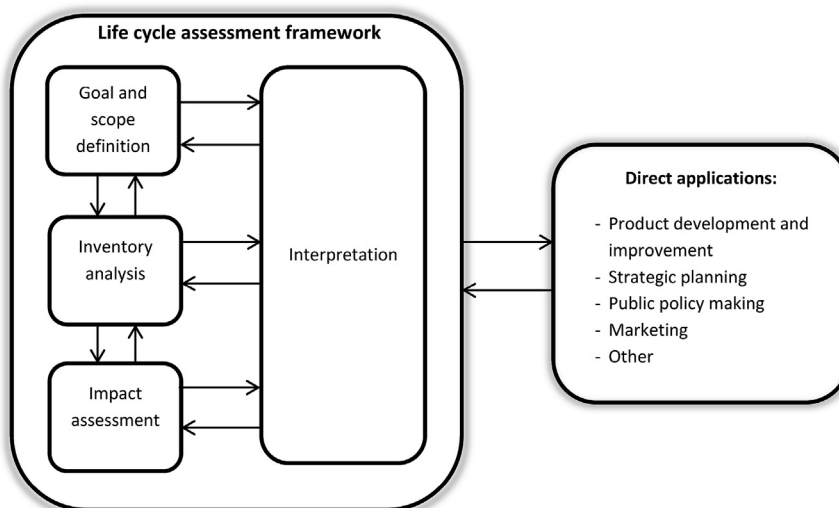 Life cycle assessment framework
Goal and
scope
definition
Inventory
analysis
Impact
assessment
Interpretation
Direct applications:
- Product development and
improvement
- Strategic planning
- Public policy making
- Marketing
- Other